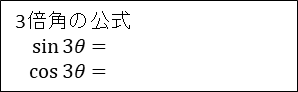 3倍角の公式
sin 3θ =
cos 3θ =